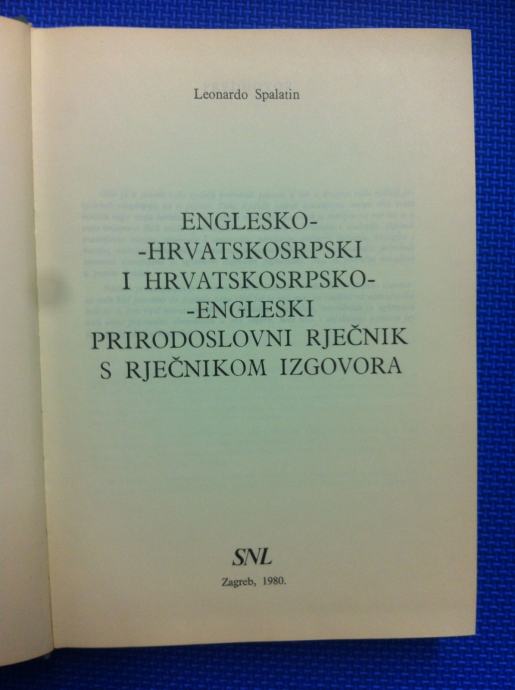 Leonardo Spalatin
ENGLESKO-
-HRVATSKOSRPSKI
I HRVATSKOSRPSKO-
-ENGLESKI
PRIRODOSLOVNI RJEČNIK
S RJEČNIKOM IZGOVORA
SNL
Zagreb, 1980.